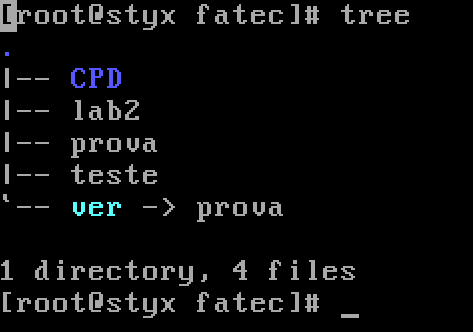 [root@styx fatec]# tree
.
|-- CPD
|-- lab2
|-- prova
|-- teste
`-- ver -> prova
1 directory, 4 files
[root@styx fatec]# _